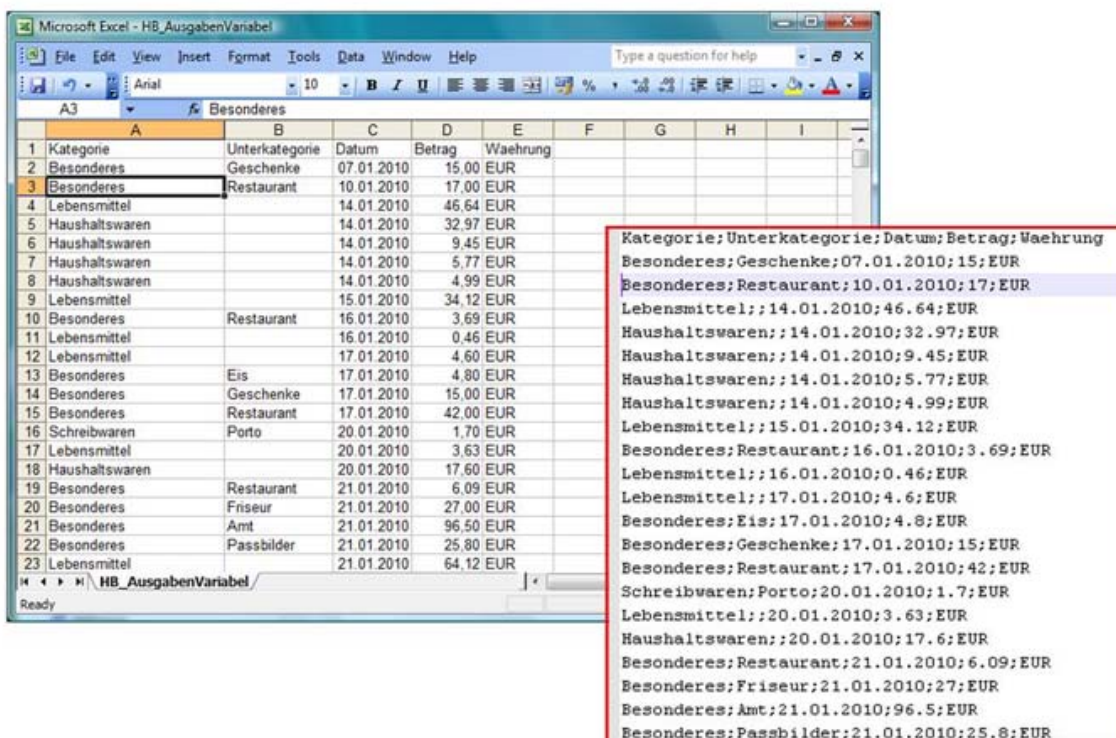 Microsoft Excel - HB_AusgabenVariabel
File Edit View Insert Format Tools Data Window Help Type a question for help
Arial 10 B I U %
A3 fx Besonderes
A B C D E F G H I
1 Kategorie Unterkategorie Datum Betrag Waehrung
2 Besonderes Geschenke 07.01.2010 15,00 EUR
3 Besonderes Restaurant 10.01.2010 17,00 EUR
4 Lebensmittel 14.01.2010 46,64 EUR
5 Haushaltswaren 14.01.2010 32,97 EUR
6 Haushaltswaren 14.01.2010 9,45 EUR
7 Haushaltswaren 14.01.2010 5,77 EUR
8 Haushaltswaren 14.01.2010 4,99 EUR
9 Lebensmittel 15.01.2010 34,12 EUR
10 Besonderes Restaurant 16.01.2010 3,69 EUR
11 Lebensmittel 16.01.2010 0,46 EUR
12 Lebensmittel 17.01.2010 4,60 EUR
13 Besonderes Eis 17.01.2010 4,80 EUR
14 Besonderes Geschenke 17.01.2010 15,00 EUR
15 Besonderes Restaurant 17.01.2010 42,00 EUR
16 Schreibwaren Porto 20.01.2010 1,70 EUR
17 Lebensmittel 20.01.2010 3,63 EUR
18 Haushaltswaren 20.01.2010 17,60 EUR
19 Besonderes Restaurant 21.01.2010 6,09 EUR
20 Besonderes Friseur 21.01.2010 27,00 EUR
21 Besonderes Amt 21.01.2010 96,50 EUR
22 Besonderes Passbilder 21.01.2010 25,80 EUR
23 Lebensmittel 21.01.2010 64,12 EUR
HB_AusgabenVariabel
Ready
Kategorie;Unterkategorie;Datum;Betrag;Waehrung
Besonderes;Geschenke;07.01.2010;15;EUR
Besonderes;Restaurant;10.01.2010;17;EUR
Lebensmittel;;14.01.2010;46.64;EUR
Haushaltswaren;;14.01.2010;32.97;EUR
Haushaltswaren;;14.01.2010;9.45;EUR
Haushaltswaren;;14.01.2010;5.77;EUR
Haushaltswaren;;14.01.2010;4.99;EUR
Lebensmittel;;15.01.2010;34.12;EUR
Besonderes;Restaurant;16.01.2010;3.69;EUR
Lebensmittel;;16.01.2010;0.46;EUR
Lebensmittel;;17.01.2010;4.6;EUR
Besonderes;Eis;17.01.2010;4.8;EUR
Besonderes;Geschenke;17.01.2010;15;EUR
Besonderes;Restaurant;17.01.2010;42;EUR
Schreibwaren;Porto;20.01.2010;1.7;EUR
Lebensmittel;;20.01.2010;3.63;EUR
Haushaltswaren;;20.01.2010;17.6;EUR
Besonderes;Restaurant;21.01.2010;6.09;EUR
Besonderes;Friseur;21.01.2010;27;EUR
Besonderes;Amt;21.01.2010;96.5;EUR
Besonderes;Passbilder;21.01.2010;25.8;EUR